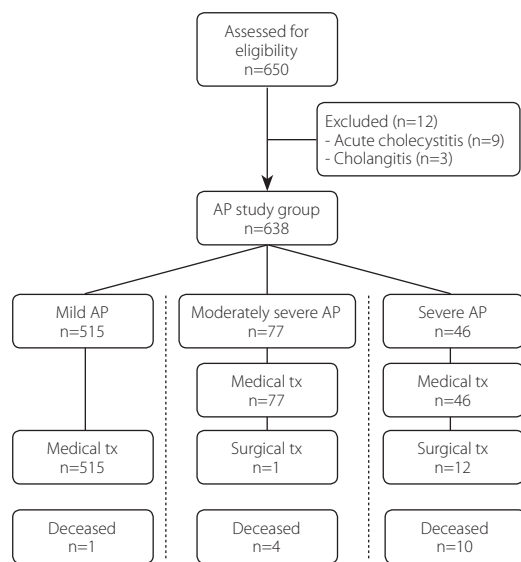 Assessed for
eligibility
n=650
Excluded (n=12)
- Acute cholecystitis (n=9)
- Cholangitis (n=3)
AP study group
n=638
Mild AP
n=515
Moderately severe AP
n=77
Severe AP
n=46
Medical tx
n=77
Medical tx
n=46
Medical tx
n=515
Surgical tx
n=1
Surgical tx
n=12
Deceased
n=1
Deceased
n=4
Deceased
n=10